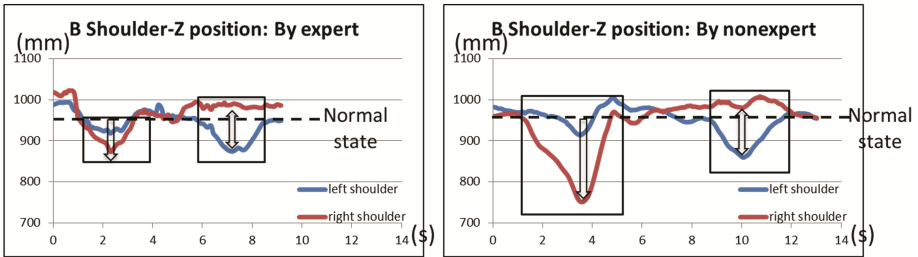 B Shoulder-Z position: By expert
(mm)
1100
1000
900
800
700
0 2 4 6 8 10 12 14
(s)
Normal
state
left shoulder
right shoulder
B Shoulder-Z position: By nonexpert
(mm)
1100
1000
900
800
700
0 2 4 6 8 10 12 14
(s)
Normal
state
left shoulder
right shoulder